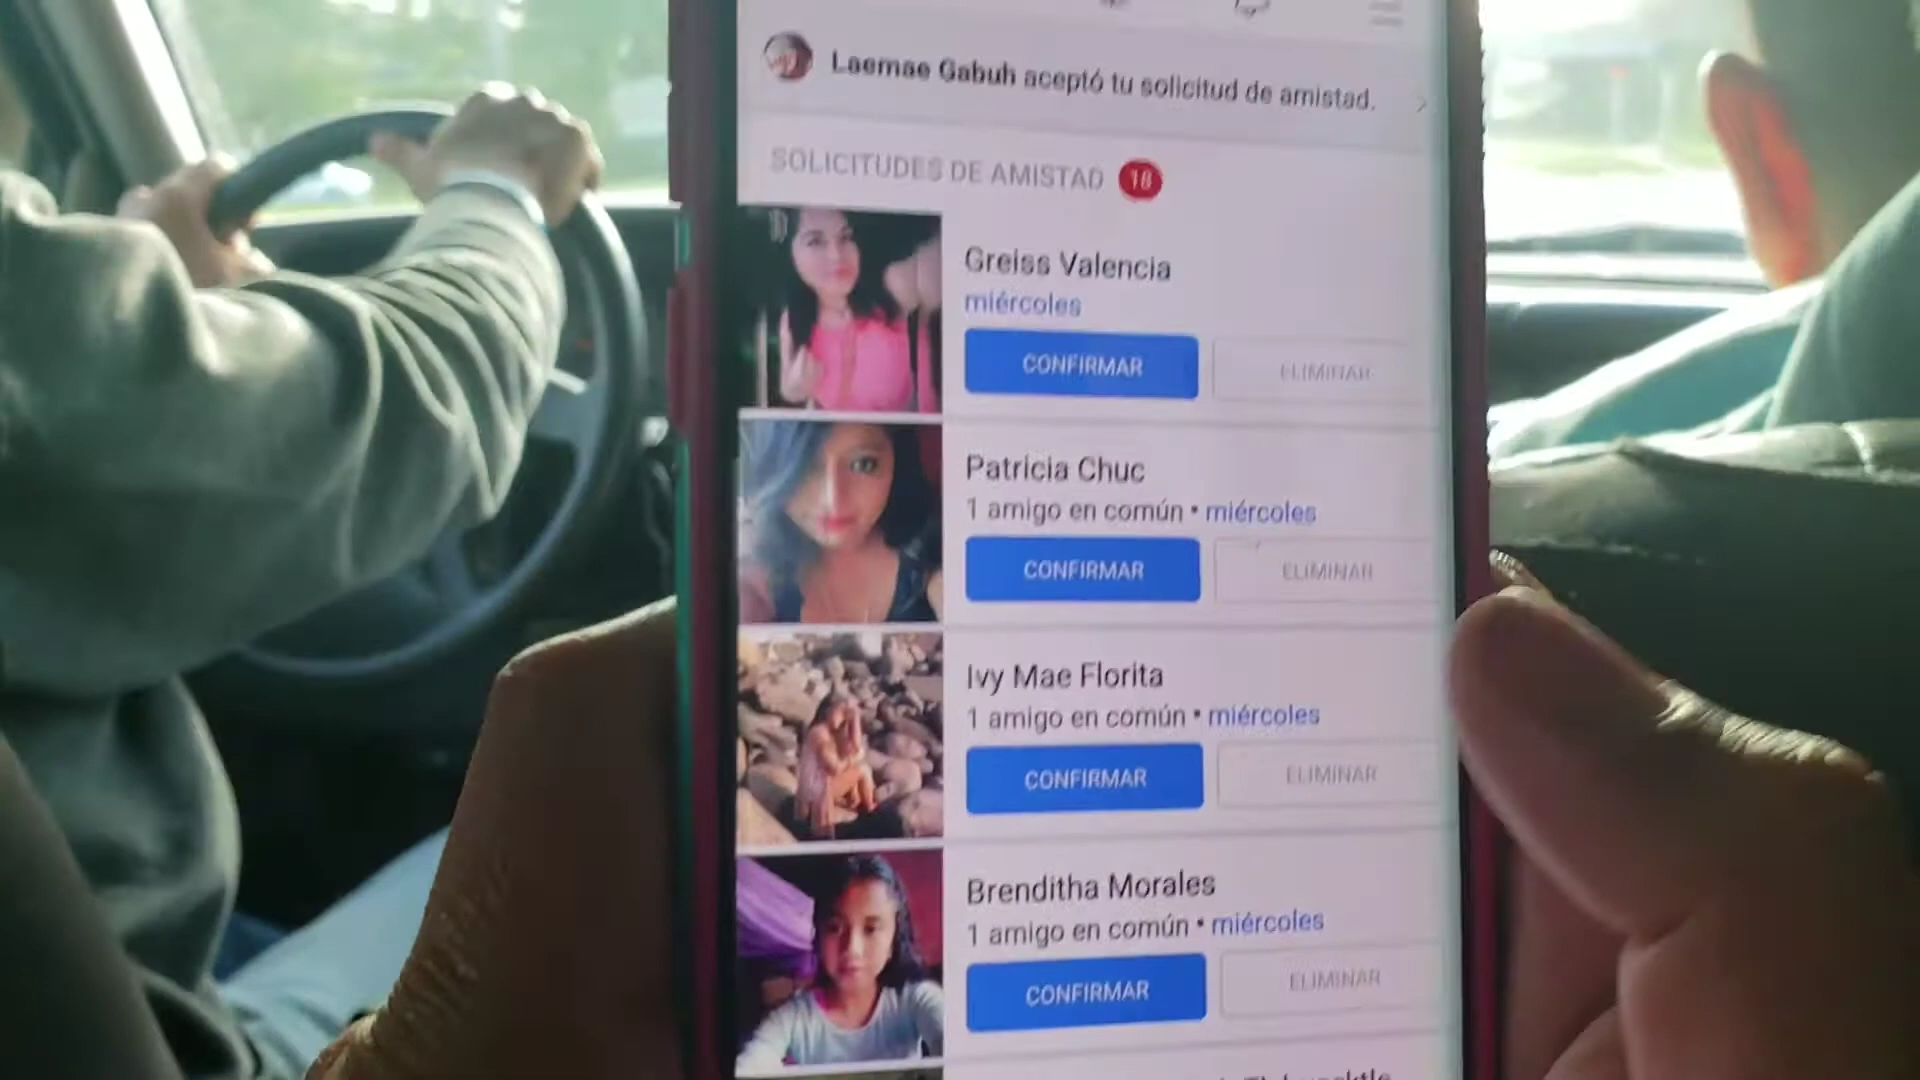 Laemae Gabuh aceptó tu solicitud de amistad.
SOLICITUDES DE AMISTAD 18
Greiss Valencia
miércoles
CONFIRMAR ELIMINAR
Patricia Chuc
1 amigo en común • miércoles
CONFIRMAR ELIMINAR
Ivy Mae Florita
1 amigo en común • miércoles
CONFIRMAR ELIMINAR
Brenditha Morales
1 amigo en común • miércoles
CONFIRMAR ELIMINAR